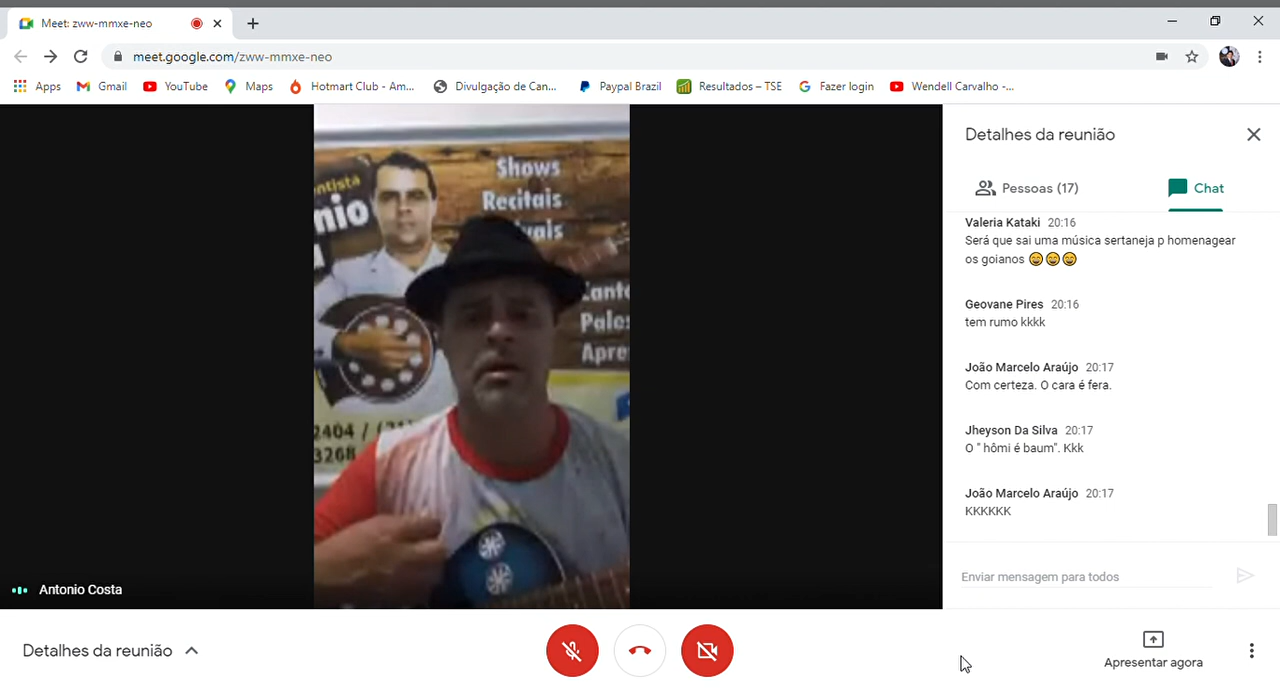 Meet: zww-mmxe-neo
meet.google.com/zww-mmxe-neo
Apps Gmail YouTube Maps Hotmart Club - Am... Divulgação de Can... Paypal Brazil Resultados – TSE Fazer login Wendell Carvalho -...
entista
nio
Shows
Recitais
Cant
Pales
Apre
2404 / (31)
3268
Antonio Costa
Detalhes da reunião
Pessoas (17) Chat
Valeria Kataki 20:16
Será que sai uma música sertaneja p homenagear
os goianos 😄😄😄
Geovane Pires 20:16
tem rumo kkkk
João Marcelo Araújo 20:17
Com certeza. O cara é fera.
Jheyson Da Silva 20:17
O " hômi é baum". Kkk
João Marcelo Araújo 20:17
KKKKKK
Enviar mensagem para todos
Detalhes da reunião
Apresentar agora